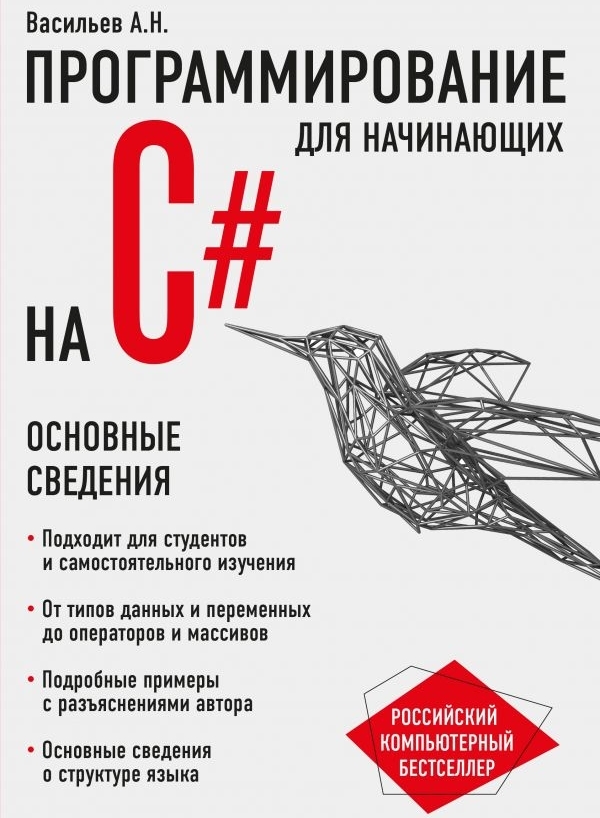 Васильев А.Н.
ПРОГРАММИРОВАНИЕ
ДЛЯ НАЧИНАЮЩИХ
НА C#
ОСНОВНЫЕ
СВЕДЕНИЯ
• Подходит для студентов
и самостоятельного изучения
• От типов данных и переменных
до операторов и массивов
• Подробные примеры
с разъяснениями автора
• Основные сведения
о структуре языка
РОССИЙСКИЙ
КОМПЬЮТЕРНЫЙ
БЕСТСЕЛЛЕР